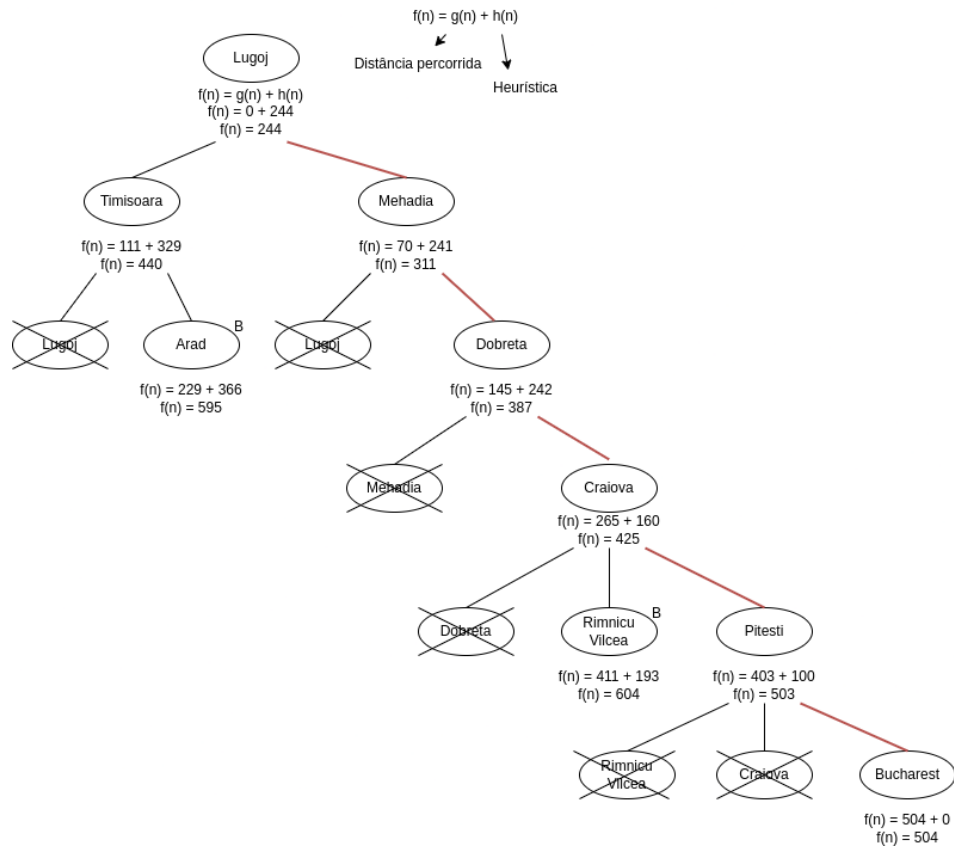 f(n) = g(n) + h(n)
Distância percorrida
Heurística
Lugoj
f(n) = g(n) + h(n)
f(n) = 0 + 244
f(n) = 244
Timisoara
f(n) = 111 + 329
f(n) = 440
Mehadia
f(n) = 70 + 241
f(n) = 311
Lugoj
Arad
B
f(n) = 229 + 366
f(n) = 595
Lugoj
Dobreta
f(n) = 145 + 242
f(n) = 387
Mehadia
Craiova
f(n) = 265 + 160
f(n) = 425
Dobreta
Rimnicu
Vilcea
B
f(n) = 411 + 193
f(n) = 604
Pitesti
f(n) = 403 + 100
f(n) = 503
Rimnicu
Vilcea
Craiova
Bucharest
f(n) = 504 + 0
f(n) = 504